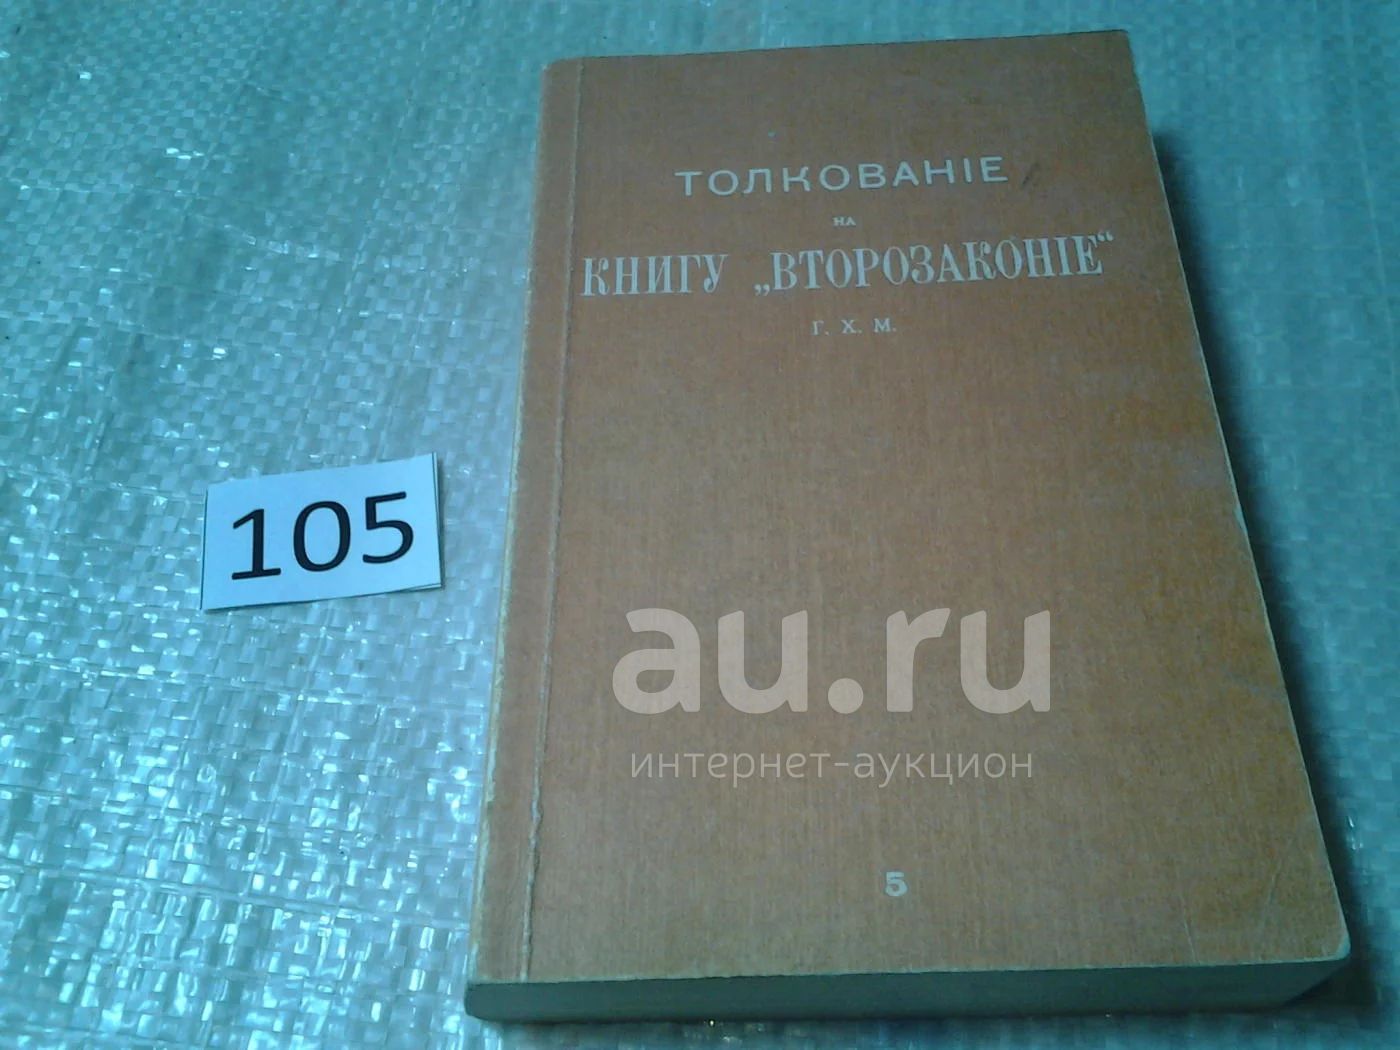 ТОЛКОВАНІЕ
НА
КНИГУ „ВТОРОЗАКОНІЕ“
Г. Х. М.
105
au.ru
интернет-аукцион
5